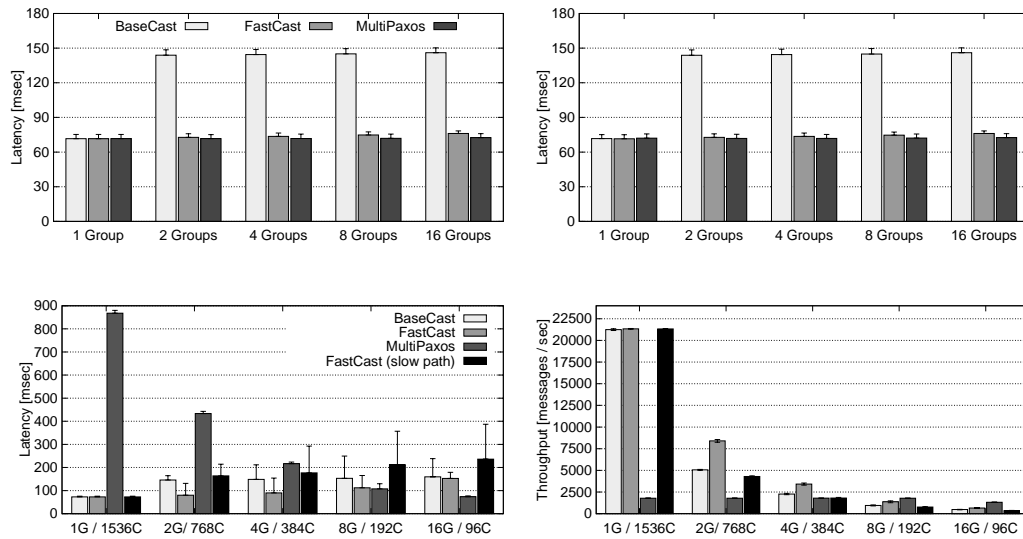 180
150
120
90
60
30
0
Latency [msec]
BaseCast FastCast MultiPaxos
1 Group 2 Groups 4 Groups 8 Groups 16 Groups
180
150
120
90
60
30
0
Latency [msec]
1 Group 2 Groups 4 Groups 8 Groups 16 Groups
900
800
700
600
500
400
300
200
100
0
Latency [msec]
BaseCast
FastCast
MultiPaxos
FastCast (slow path)
1G / 1536C 2G/ 768C 4G / 384C 8G / 192C 16G / 96C
22500
20000
17500
15000
12500
10000
7500
5000
2500
0
Throughput [messages / sec]
1G / 1536C 2G/ 768C 4G / 384C 8G / 192C 16G / 96C